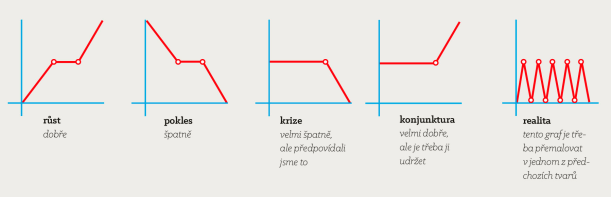 růst
dobře
pokles
špatně
krize
velmi špatně,
ale předpovídali
jsme to
konjunktura
velmi dobře,
ale je třeba ji
udržet
realita
tento graf je tře-
ba přemalovat
v jednom z před-
chozích tvarů